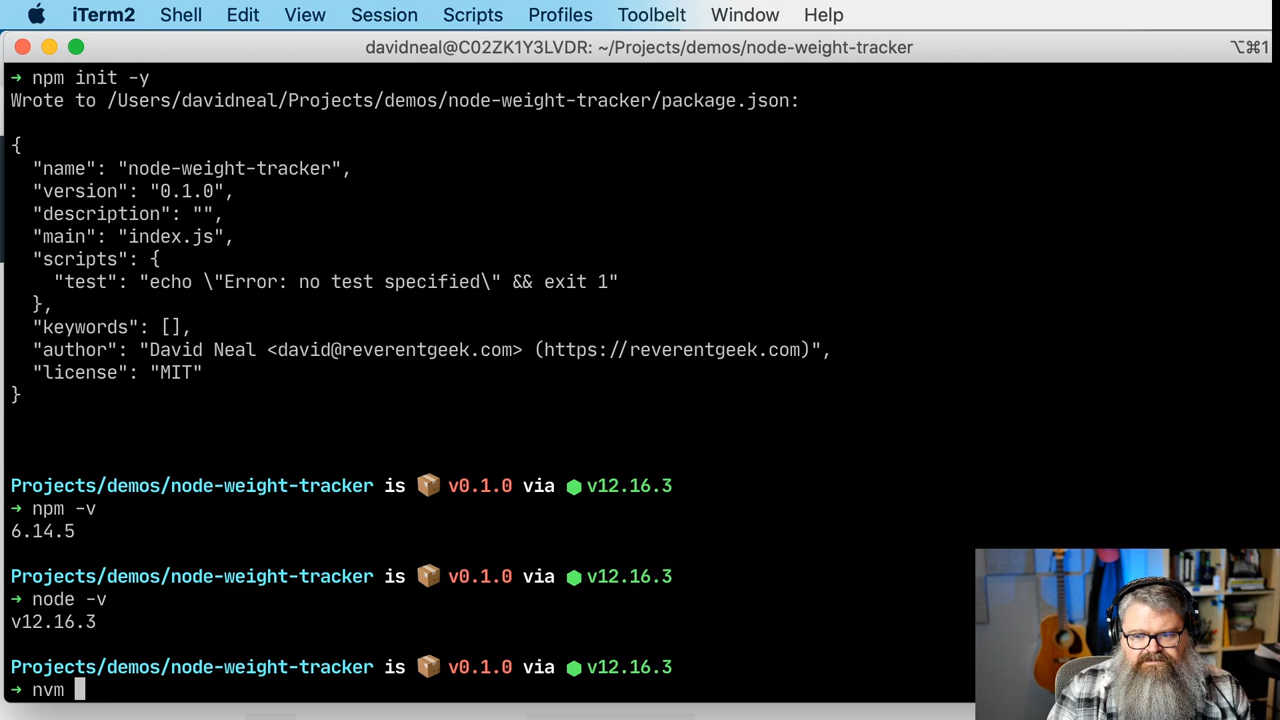 iTerm2 Shell Edit View Session Scripts Profiles Toolbelt Window Help
davidneal@C02ZK1Y3LVDR: ~/Projects/demos/node-weight-tracker ⌥⌘1
➜ npm init -y
Wrote to /Users/davidneal/Projects/demos/node-weight-tracker/package.json:
{
  "name": "node-weight-tracker",
  "version": "0.1.0",
  "description": "",
  "main": "index.js",
  "scripts": {
    "test": "echo \"Error: no test specified\" && exit 1"
  },
  "keywords": [],
  "author": "David Neal <david@reverentgeek.com> (https://reverentgeek.com)",
  "license": "MIT"
}
Projects/demos/node-weight-tracker is 📦 v0.1.0 via ⬢ v12.16.3
➜ npm -v
6.14.5
Projects/demos/node-weight-tracker is 📦 v0.1.0 via ⬢ v12.16.3
➜ node -v
v12.16.3
Projects/demos/node-weight-tracker is 📦 v0.1.0 via ⬢ v12.16.3
➜ nvm